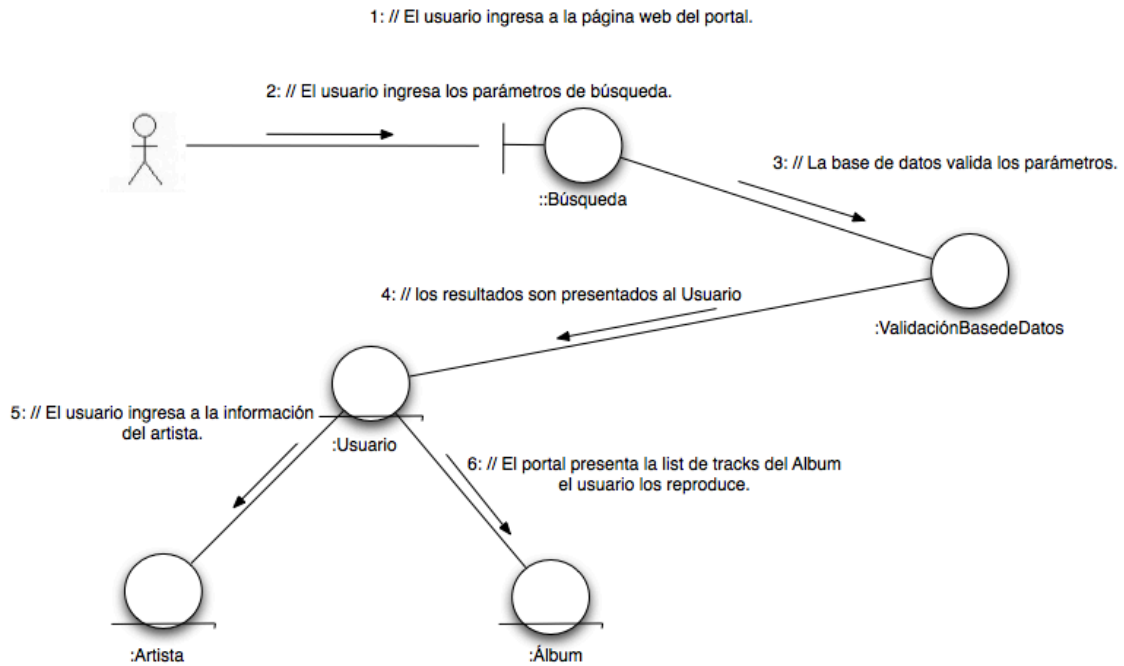 1: // El usuario ingresa a la página web del portal.
2: // El usuario ingresa los parámetros de búsqueda.
3: // La base de datos valida los parámetros.
::Búsqueda
4: // los resultados son presentados al Usuario
:ValidaciónBasedeDatos
5: // El usuario ingresa a la información
del artista.
:Usuario
6: // El portal presenta la list de tracks del Album
el usuario los reproduce.
:Artista
:Álbum